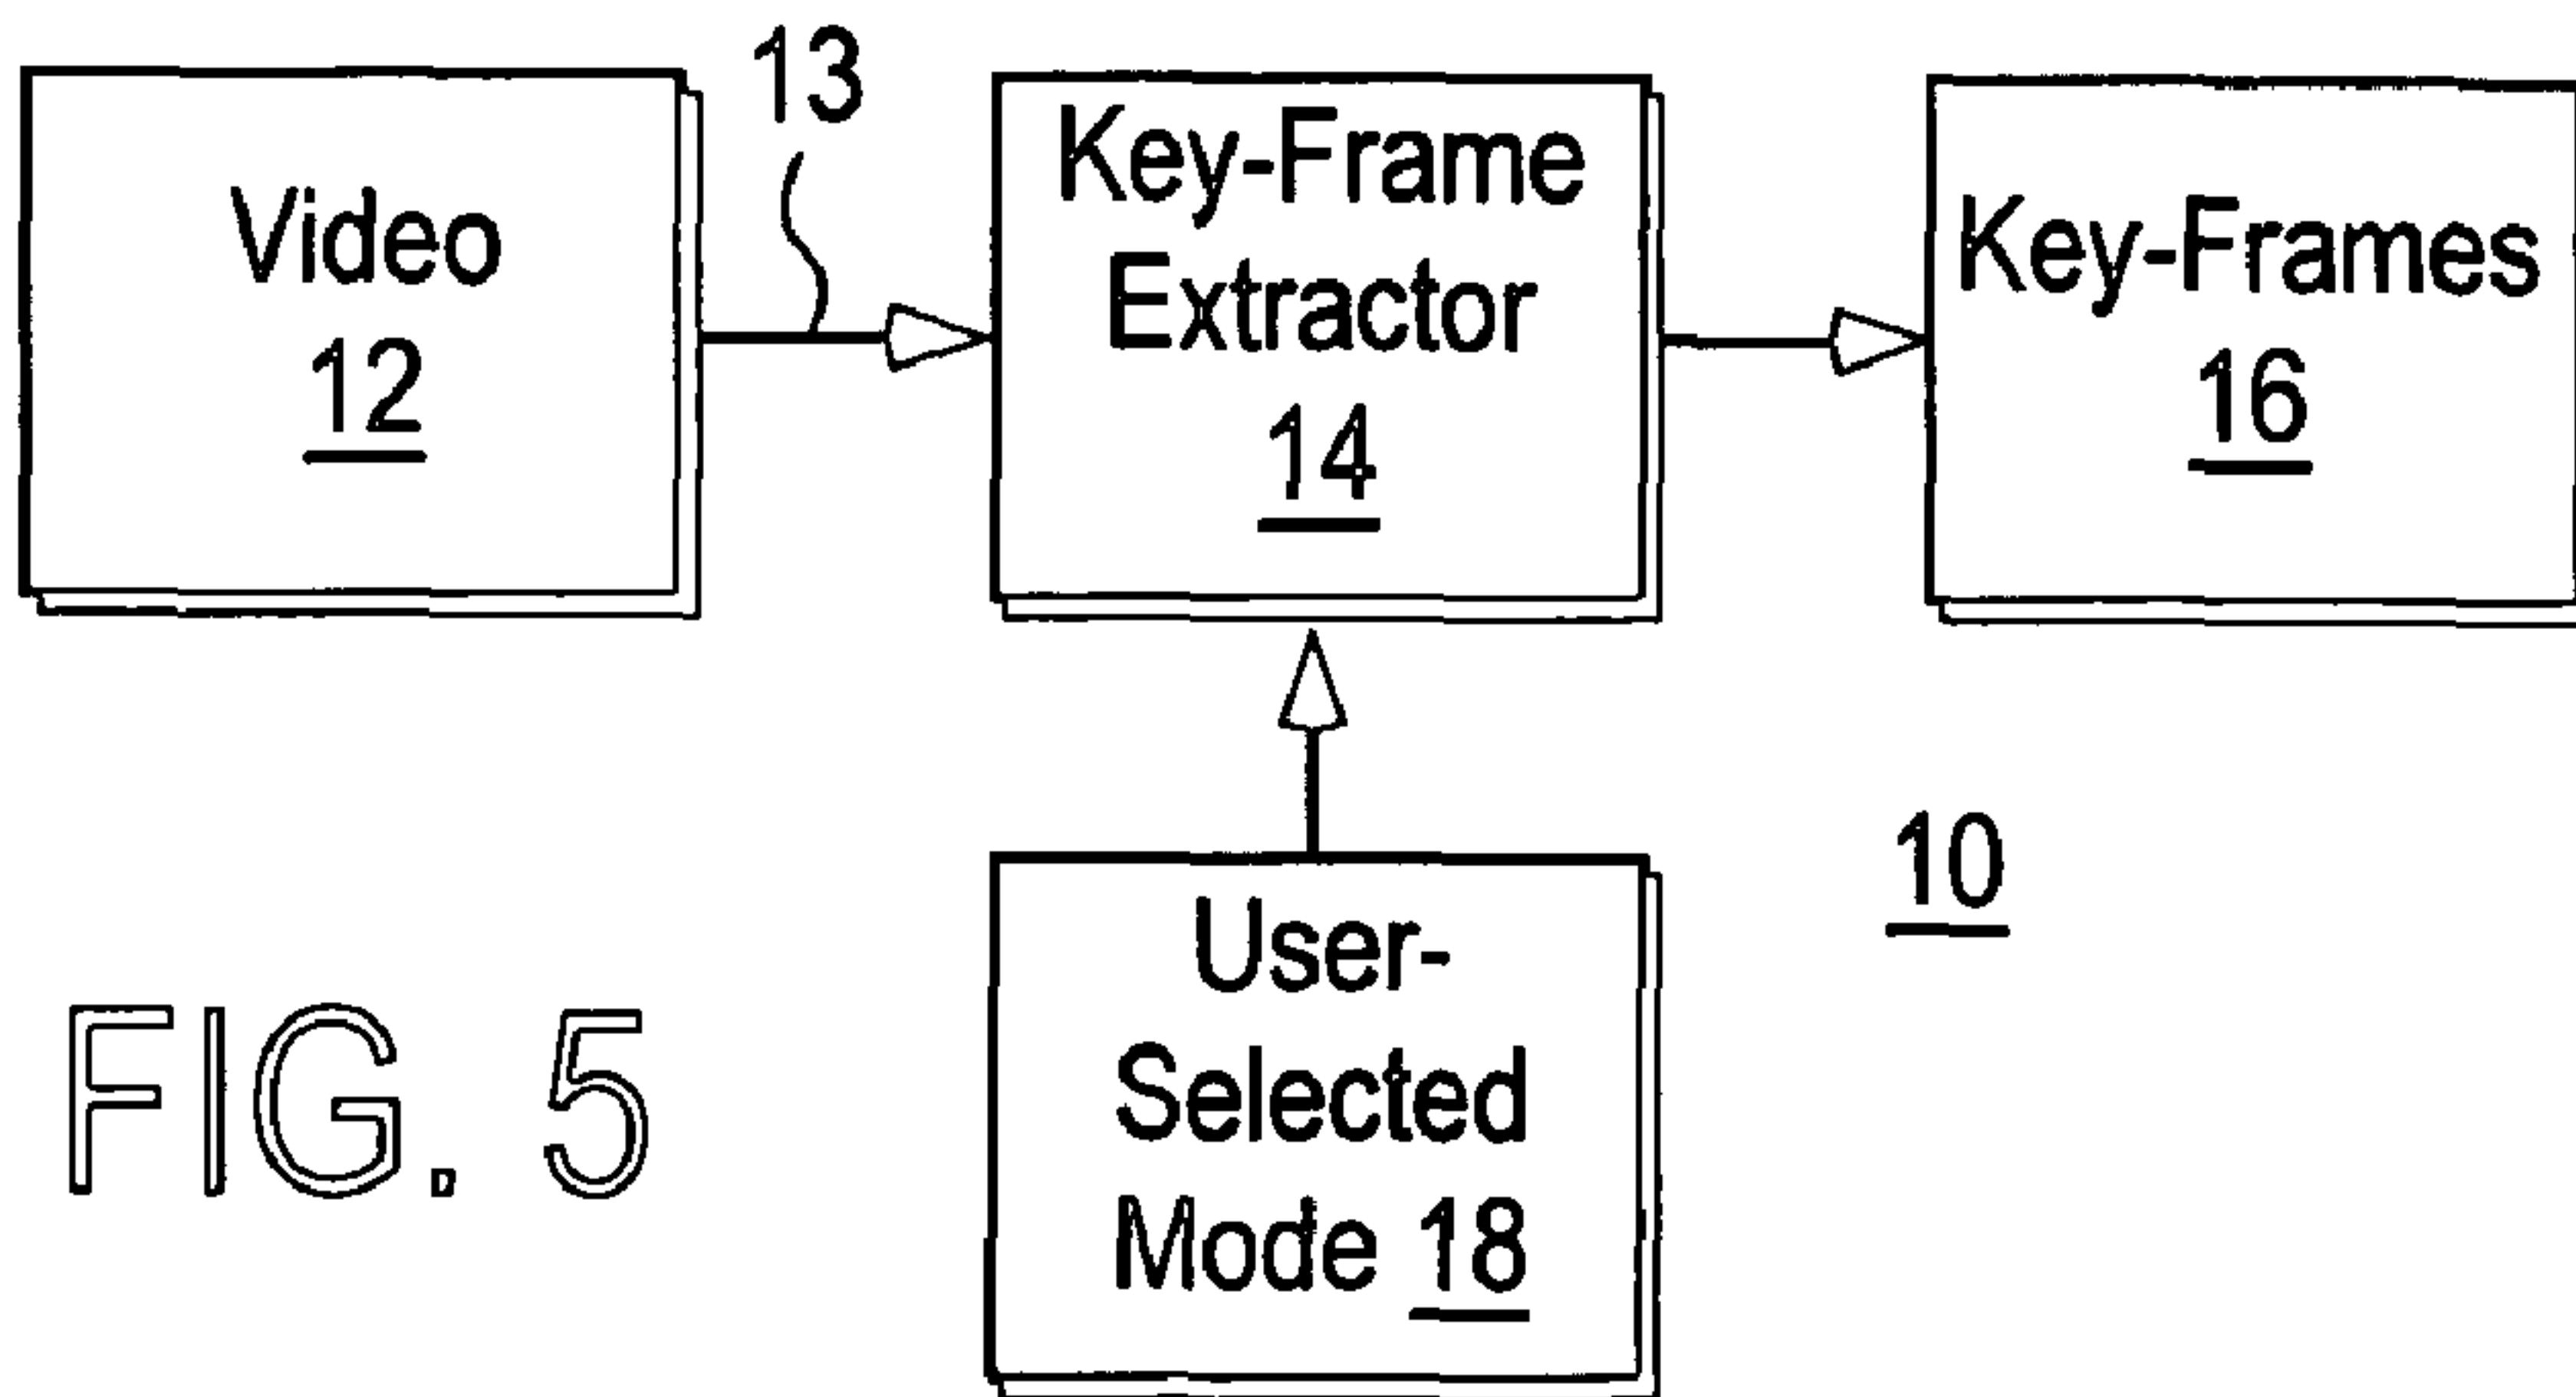 13
Video
12
Key-Frame
Extractor
14
Key-Frames
16
User-
Selected
Mode 18
10
FIG. 5